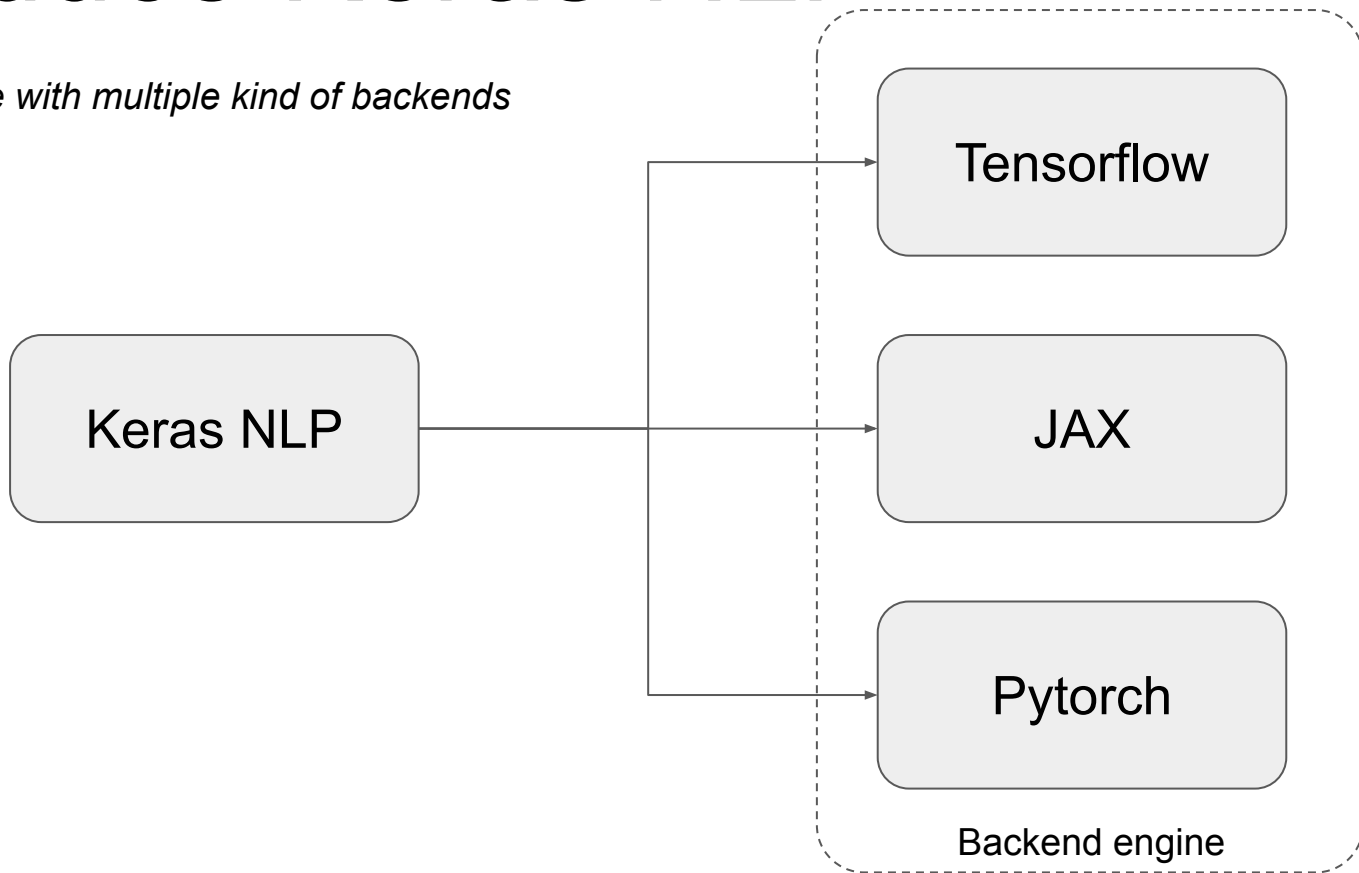 e with multiple kind of backends
Tensorflow
Keras NLP
JAX
Pytorch
Backend engine